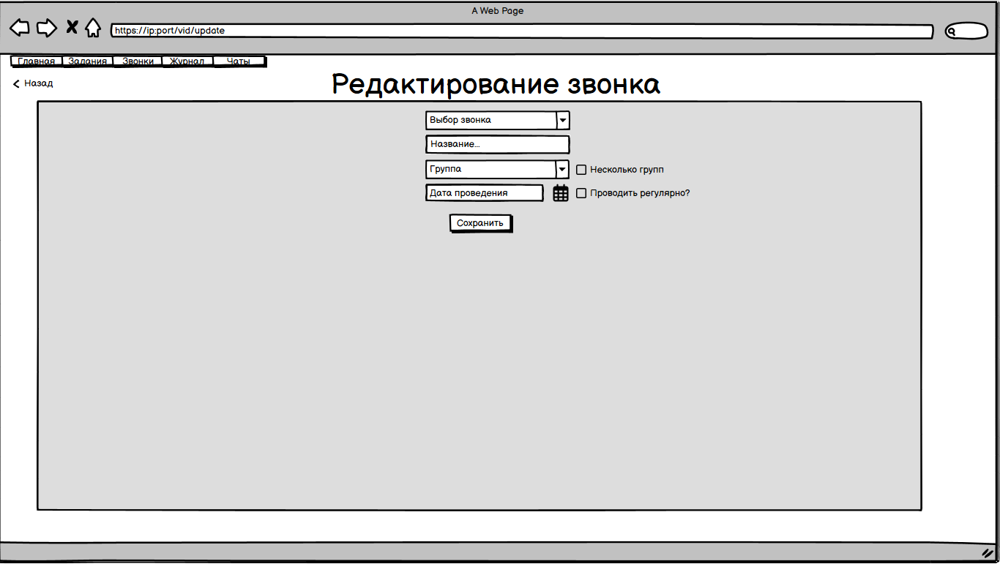 A Web Page
https://ip:port/vid/update
Главная Задания Звонки Журнал Чаты
Назад
Редактирование звонка
Выбор звонка
Название...
Группа
Несколько групп
Дата проведения
Проводить регулярно?
Сохранить